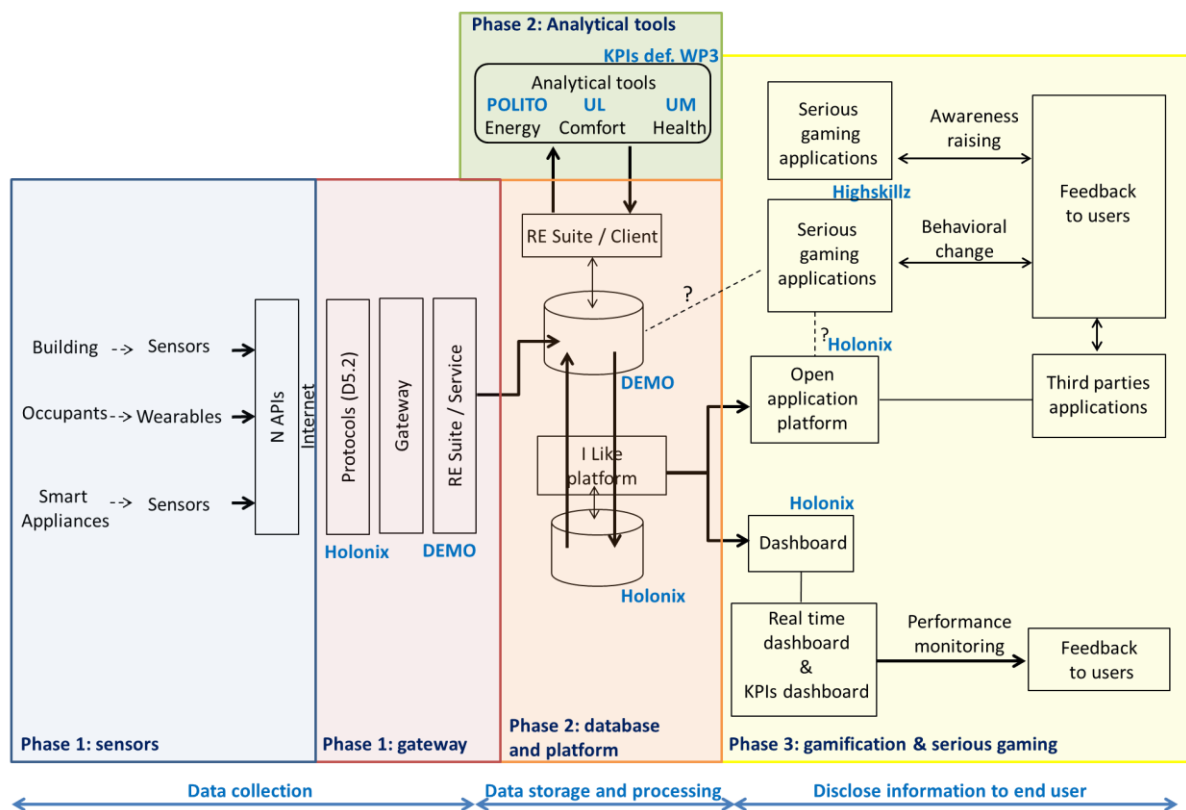 Phase 2: Analytical tools
KPIs def. WP3
Analytical tools
POLITO UL UM
Energy Comfort Health
RE Suite / Client
?
DEMO
I Like
platform
Holonix
Phase 2: database
and platform
Building
Sensors
Occupants
Wearables
Smart
Appliances
Sensors
N APIs
Internet
Phase 1: sensors
Protocols (D5.2)
Gateway
RE Suite / Service
Holonix
DEMO
Phase 1: gateway
Serious
gaming
applications
Awareness
raising
Highskillz
Serious
gaming
applications
Behavioral
change
Feedback
to users
?
Holonix
Open
application
platform
Third parties
applications
Holonix
Dashboard
Real time
dashboard
&
KPIs dashboard
Performance
monitoring
Feedback
to users
Phase 3: gamification & serious gaming
Data collection
Data storage and processing
Disclose information to end user